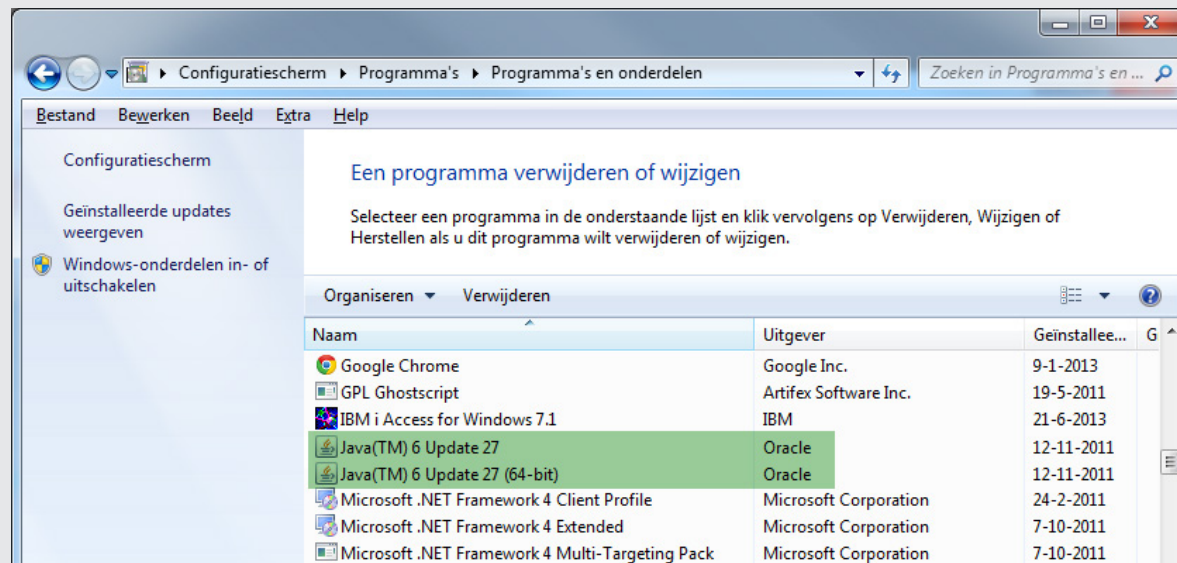 Configuratiescherm ▸ Programma's ▸ Programma's en onderdelen
Zoeken in Programma's en ...
Bestand Bewerken Beeld Extra Help
Configuratiescherm
Geïnstalleerde updates
weergeven
Windows-onderdelen in- of
uitschakelen
Een programma verwijderen of wijzigen
Selecteer een programma in de onderstaande lijst en klik vervolgens op Verwijderen, Wijzigen of
Herstellen als u dit programma wilt verwijderen of wijzigen.
Organiseren Verwijderen
Naam Uitgever Geïnstallee... G
Google Chrome Google Inc. 9-1-2013
GPL Ghostscript Artifex Software Inc. 19-5-2011
IBM i Access for Windows 7.1 IBM 21-6-2013
Java(TM) 6 Update 27 Oracle 12-11-2011
Java(TM) 6 Update 27 (64-bit) Oracle 12-11-2011
Microsoft .NET Framework 4 Client Profile Microsoft Corporation 24-2-2011
Microsoft .NET Framework 4 Extended Microsoft Corporation 7-10-2011
Microsoft .NET Framework 4 Multi-Targeting Pack Microsoft Corporation 7-10-2011